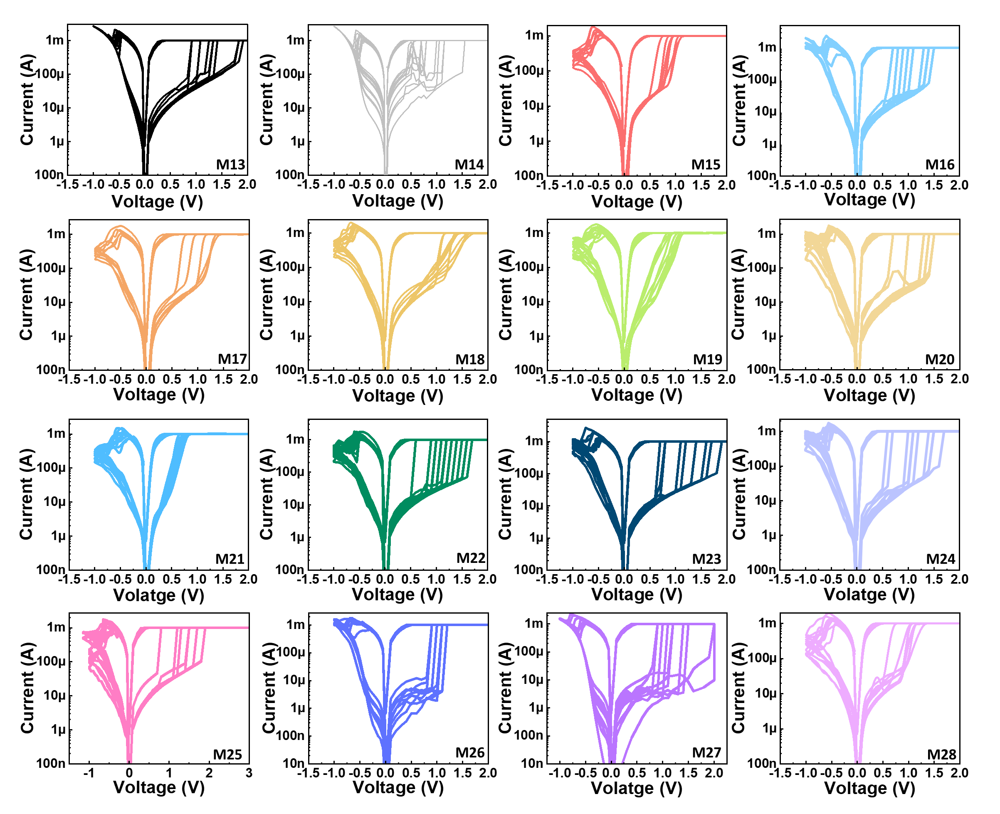 Current (A)
1m
100µ
10µ
1µ
100n
-1.5 -1.0 -0.5 0.0 0.5 1.0 1.5 2.0
Voltage (V)
M13
Current (A)
1m
100µ
10µ
1µ
100n
-1.5 -1.0 -0.5 0.0 0.5 1.0 1.5 2.0
Voltage (V)
M14
Current (A)
1m
100µ
10µ
1µ
100n
-1.5 -1.0 -0.5 0.0 0.5 1.0 1.5 2.0
Voltage (V)
M15
Current (A)
1m
100µ
10µ
1µ
100n
-1.5 -1.0 -0.5 0.0 0.5 1.0 1.5 2.0
Voltage (V)
M16
Current (A)
1m
100µ
10µ
1µ
100n
-1.5 -1.0 -0.5 0.0 0.5 1.0 1.5 2.0
Voltage (V)
M17
Current (A)
1m
100µ
10µ
1µ
100n
-1.5 -1.0 -0.5 0.0 0.5 1.0 1.5 2.0
Voltage (V)
M18
Current (A)
1m
100µ
10µ
1µ
100n
-1.5 -1.0 -0.5 0.0 0.5 1.0 1.5 2.0
Voltage (V)
M19
Current (A)
1m
100µ
10µ
1µ
100n
-1.5 -1.0 -0.5 0.0 0.5 1.0 1.5 2.0
Voltage (V)
M20
Current (A)
1m
100µ
10µ
1µ
100n
-1.5 -1.0 -0.5 0.0 0.5 1.0 1.5 2.0
Volatge (V)
M21
Current (A)
1m
100µ
10µ
1µ
100n
-1.5 -1.0 -0.5 0.0 0.5 1.0 1.5 2.0
Voltage (V)
M22
Current (A)
1m
100µ
10µ
1µ
100n
-1.5 -1.0 -0.5 0.0 0.5 1.0 1.5 2.0
Voltage (V)
M23
Current (A)
1m
100µ
10µ
1µ
100n
-1.5 -1.0 -0.5 0.0 0.5 1.0 1.5 2.0
Volatge (V)
M24
Current (A)
1m
100µ
10µ
1µ
100n
-1 0 1 2 3
Voltage (V)
M25
Current (A)
1m
100µ
10µ
1µ
100n
10n
-1.5 -1.0 -0.5 0.0 0.5 1.0 1.5 2.0
Voltage (V)
M26
Current (A)
1m
100µ
10µ
1µ
100n
10n
-1.0 -0.5 0.0 0.5 1.0 1.5 2.0
Volatge (V)
M27
Current (A)
1m
100µ
10µ
1µ
100n
-1.5 -1.0 -0.5 0.0 0.5 1.0 1.5 2.0
Voltage (V)
M28